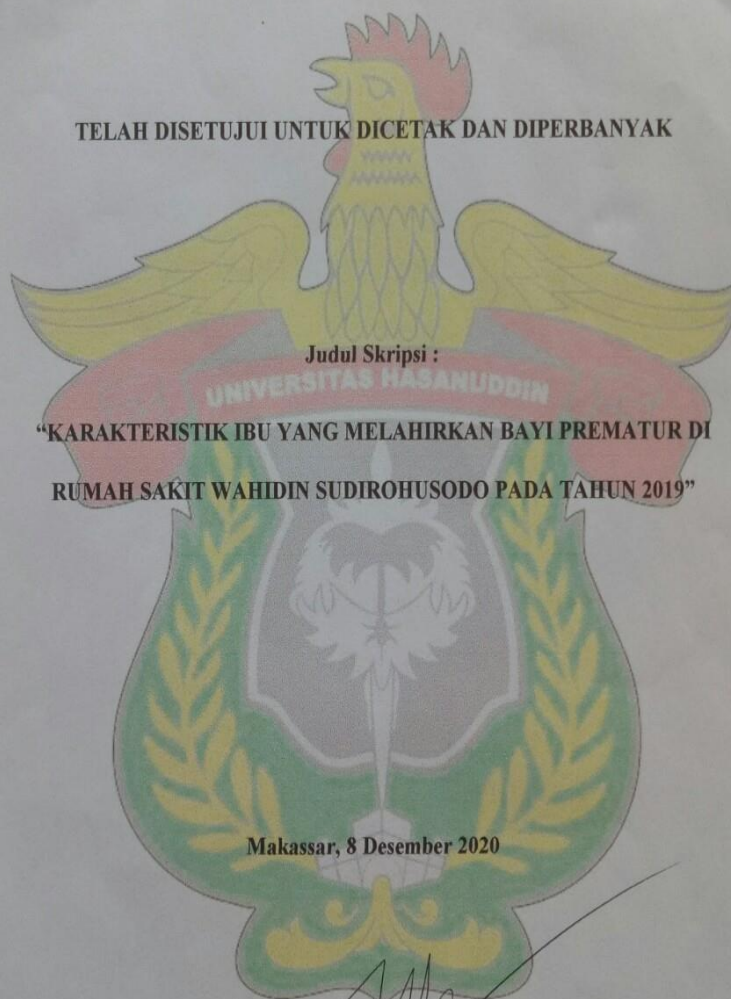 TELAH DISETUJUI UNTUK DICETAK DAN DIPERBANYAK
Judul Skripsi :
UNIVERSITAS HASANUDDIN
“KARAKTERISTIK IBU YANG MELAHIRKAN BAYI PREMATUR DI
RUMAH SAKIT WAHIDIN SUDIROHUSODO PADA TAHUN 2019”
Makassar, 8 Desember 2020